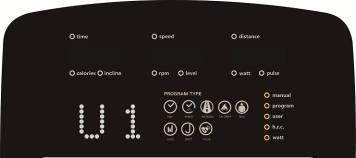 time speed distance
calories incline rpm level watt pulse
PROGRAM TYPE
manual
program
user
h.r.c.
watt
U1